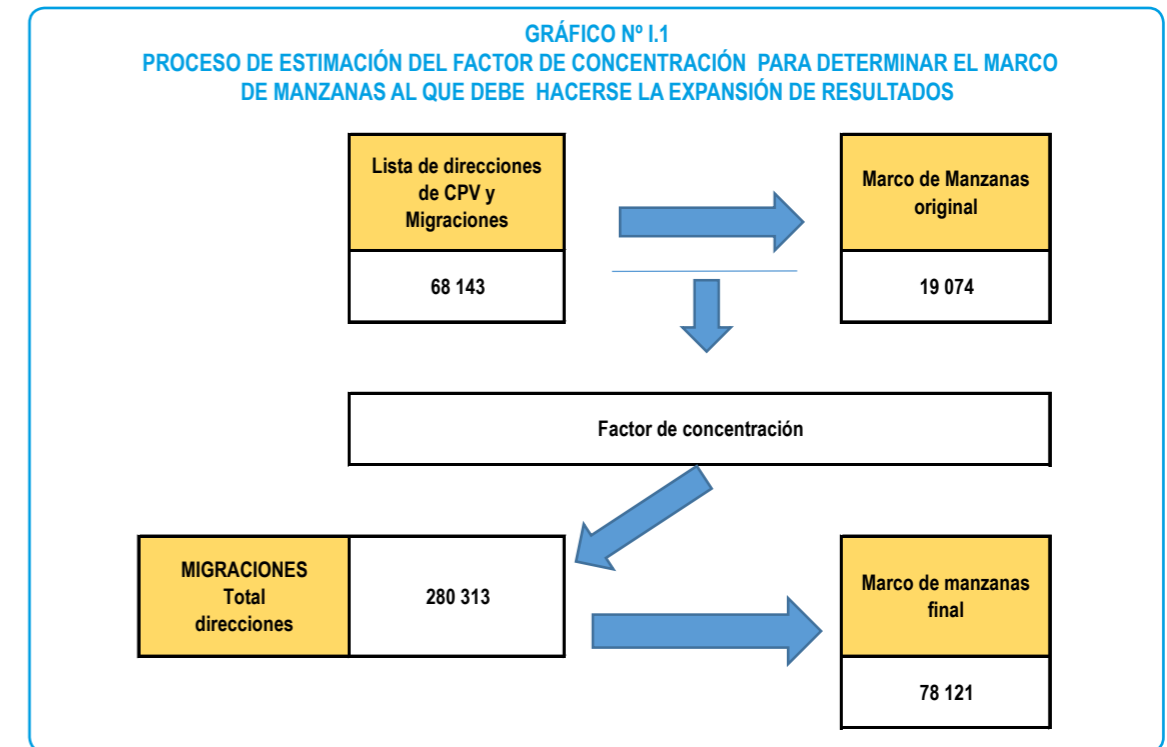 GRÁFICO Nº I.1
PROCESO DE ESTIMACIÓN DEL FACTOR DE CONCENTRACIÓN PARA DETERMINAR EL MARCO
DE MANZANAS AL QUE DEBE HACERSE LA EXPANSIÓN DE RESULTADOS
Lista de direcciones
de CPV y
Migraciones
68 143
Marco de Manzanas
original
19 074
Factor de concentración
MIGRACIONES
Total
direcciones
280 313
Marco de manzanas
final
78 121